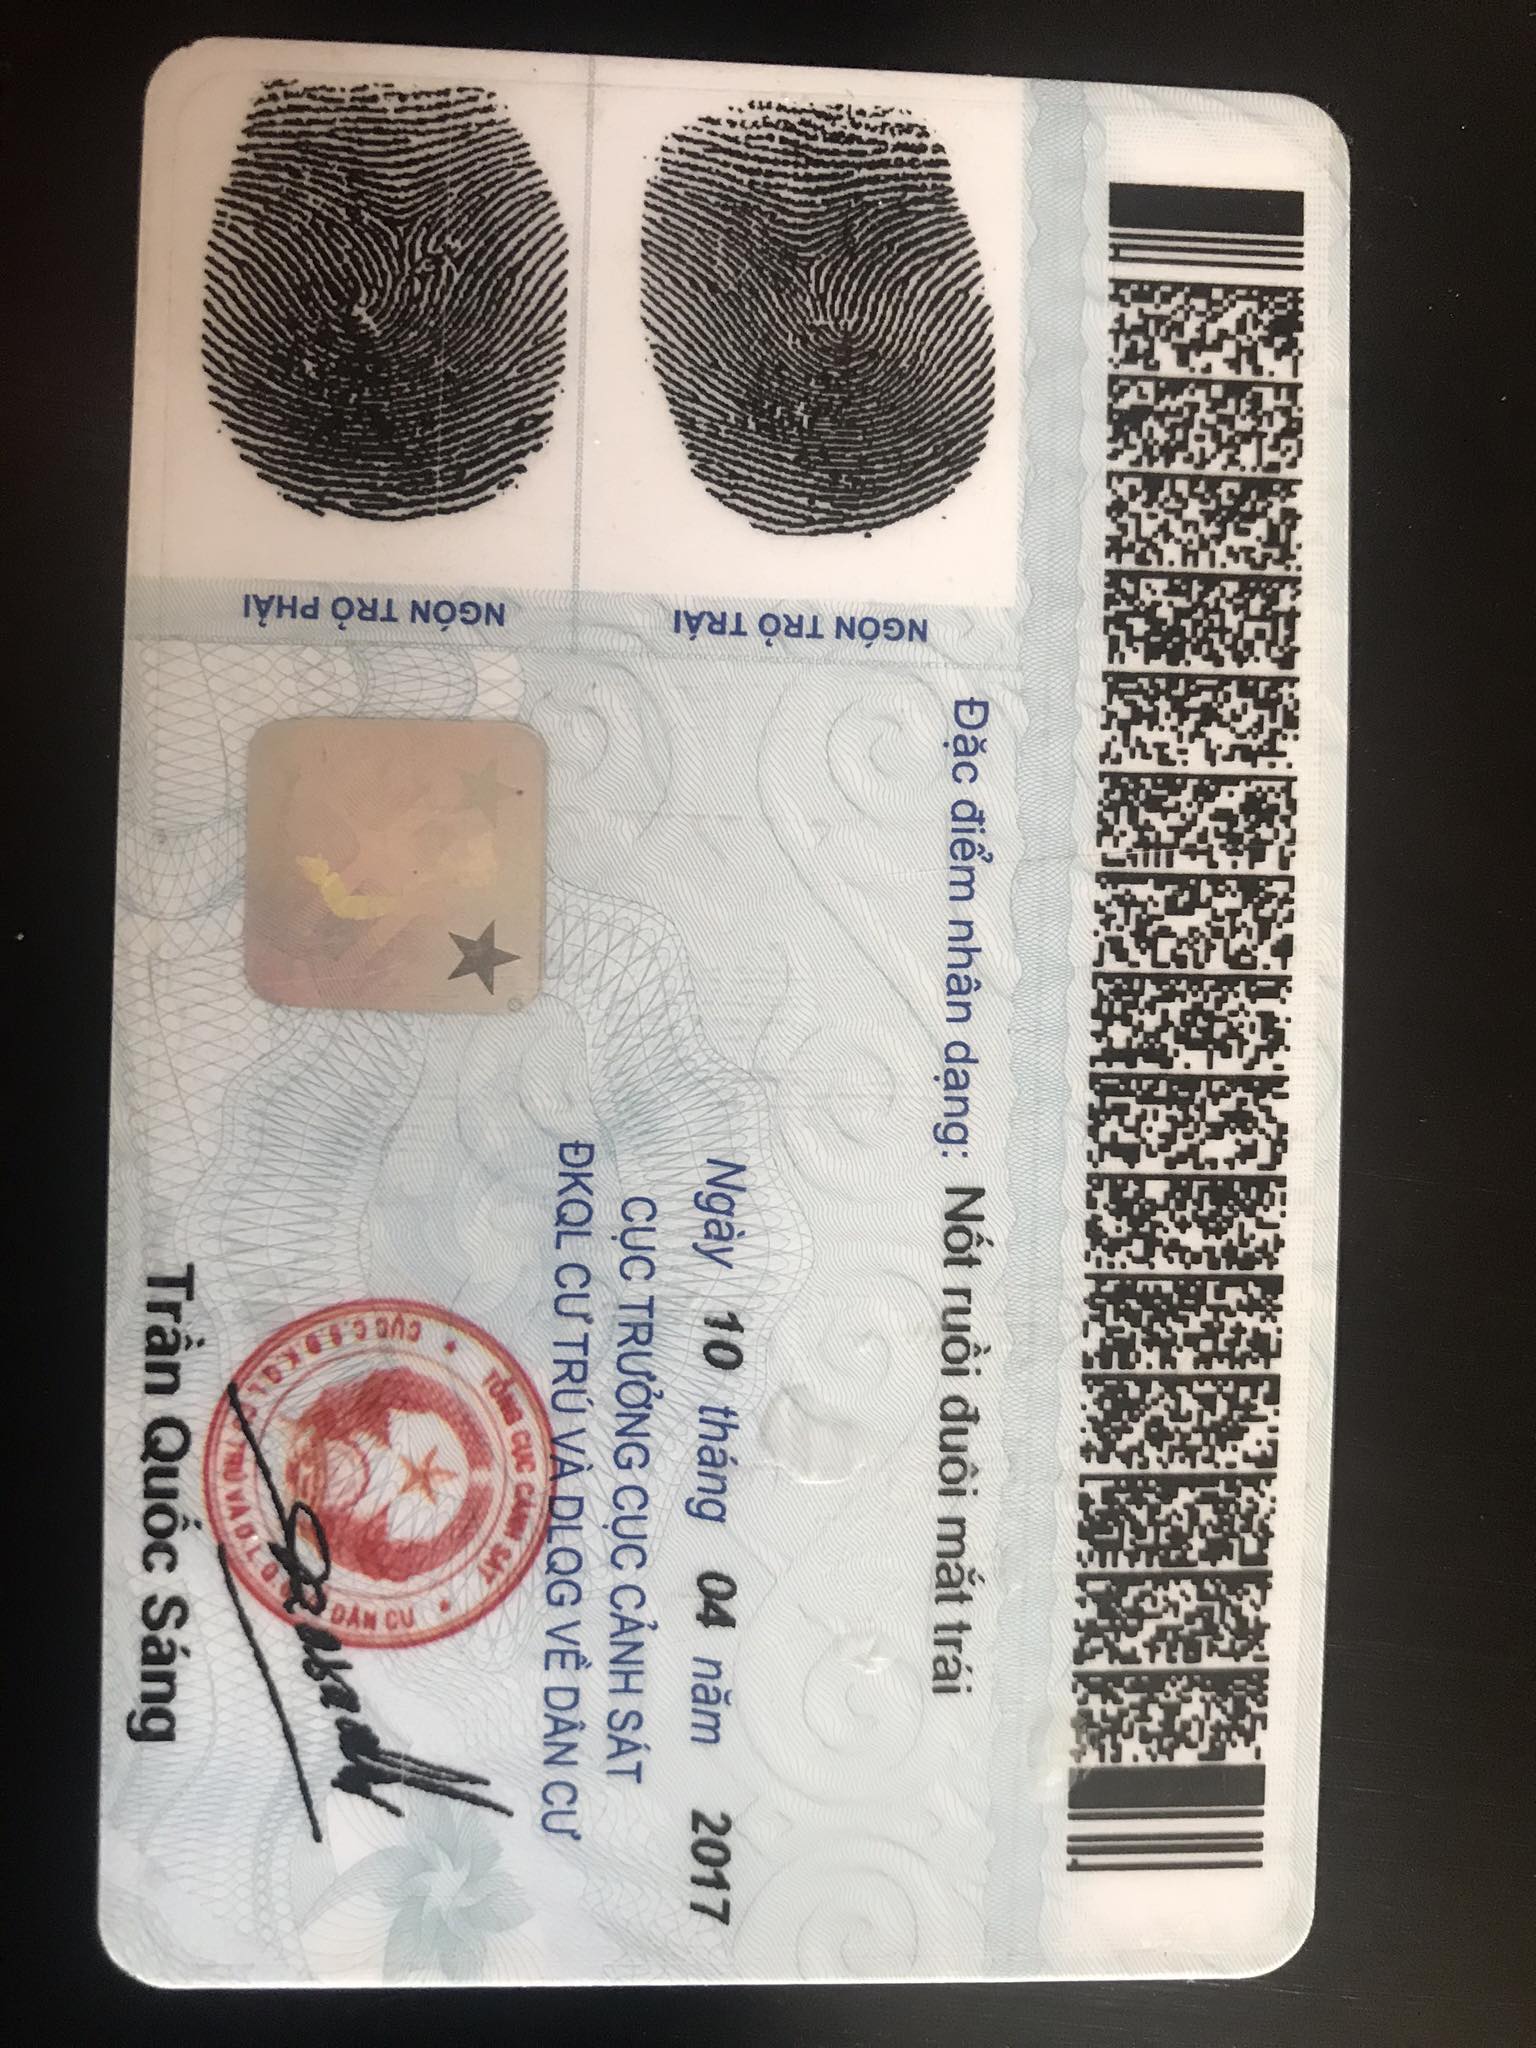 Đặc điểm nhân dạng: Nốt ruồi đuôi mắt trái
NGÓN TRỎ TRÁI
NGÓN TRỎ PHẢI
Ngày 10 tháng 04 năm 2017
CỤC TRƯỞNG CỤC CẢNH SÁT
ĐKQL CƯ TRÚ VÀ DLQG VỀ DÂN CƯ
TỔNG CỤC CẢNH SÁT
CỤC C.S Đ.K.Q.L CƯ TRÚ VÀ D.L.Q.G DÂN CƯ
Trần Quốc Sáng